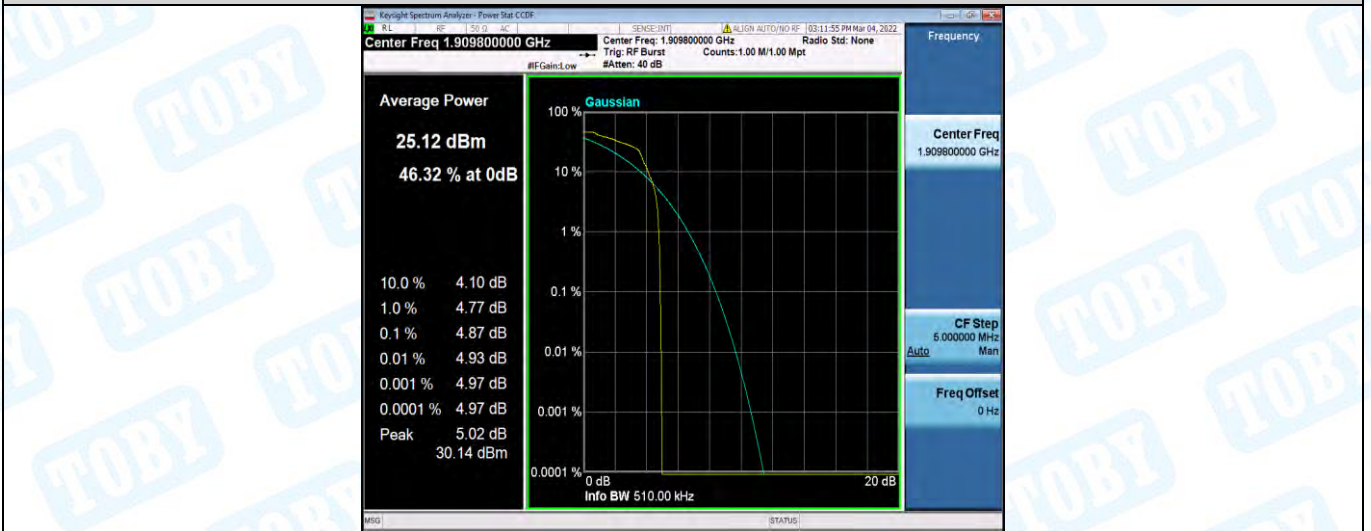 Keysight Spectrum Analyzer - Power Stat CCDF
RL RF 50 Ω AC SENSE:INT ALIGN AUTO/NO RF 03:11:55 PM Mar 04, 2022
Center Freq 1.909800000 GHz
Center Freq: 1.909800000 GHz Radio Std: None
Trig: RF Burst Counts:1.00 M/1.00 Mpt
#IFGain:Low #Atten: 40 dB
Frequency
Average Power
25.12 dBm
46.32 % at 0dB
10.0 % 4.10 dB
1.0 % 4.77 dB
0.1 % 4.87 dB
0.01 % 4.93 dB
0.001 % 4.97 dB
0.0001 % 4.97 dB
Peak 5.02 dB
30.14 dBm
Gaussian
100 %
10 %
1 %
0.1 %
0.01 %
0.001 %
0.0001 %
0 dB 20 dB
Info BW 510.00 kHz
Center Freq
1.909800000 GHz
CF Step
5.000000 MHz
Auto Man
Freq Offset
0 Hz
MSG STATUS
TOBY
TOBY
TOBY
TOBY
TOBY
TOBY
TOBY